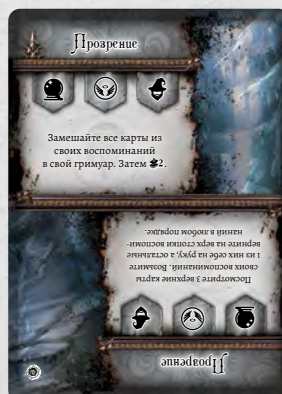 Прозрение
Замешайте все карты из
своих воспоминаний
в свой гримуар. Затем 2.
Прозрение
Посмотрите 3 верхние карты
своих воспоминаний. Возьмите
1 из них себе на руку, а остальные
верните на верх стопки воспоми-
наний в любом порядке.